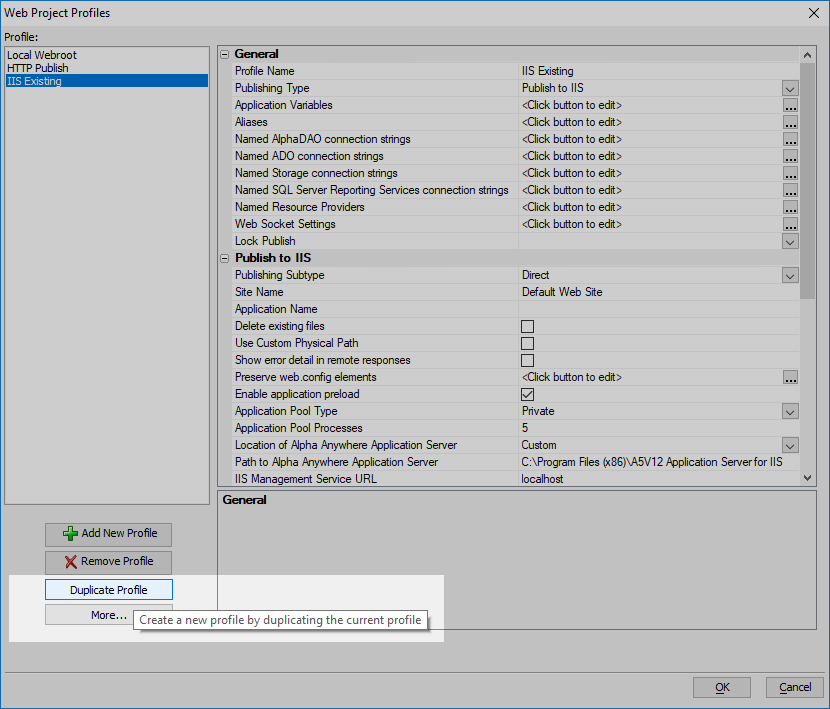 Web Project Profiles
Profile:
Local Webroot
HTTP Publish
IIS Existing
General
Profile Name IIS Existing
Publishing Type Publish to IIS
Application Variables <Click button to edit> ...
Aliases <Click button to edit> ...
Named AlphaDAO connection strings <Click button to edit> ...
Named ADO connection strings <Click button to edit> ...
Named Storage connection strings <Click button to edit> ...
Named SQL Server Reporting Services connection strings <Click button to edit> ...
Named Resource Providers <Click button to edit> ...
Web Socket Settings <Click button to edit> ...
Lock Publish
Publish to IIS
Publishing Subtype Direct
Site Name Default Web Site
Application Name
Delete existing files
Use Custom Physical Path
Show error detail in remote responses
Preserve web.config elements <Click button to edit> ...
Enable application preload
Application Pool Type Private
Application Pool Processes 5
Location of Alpha Anywhere Application Server Custom
Path to Alpha Anywhere Application Server C:\Program Files (x86)\A5V12 Application Server for IIS
IIS Management Service URL localhost
General
Add New Profile
Remove Profile
Duplicate Profile
More...
Create a new profile by duplicating the current profile
OK Cancel